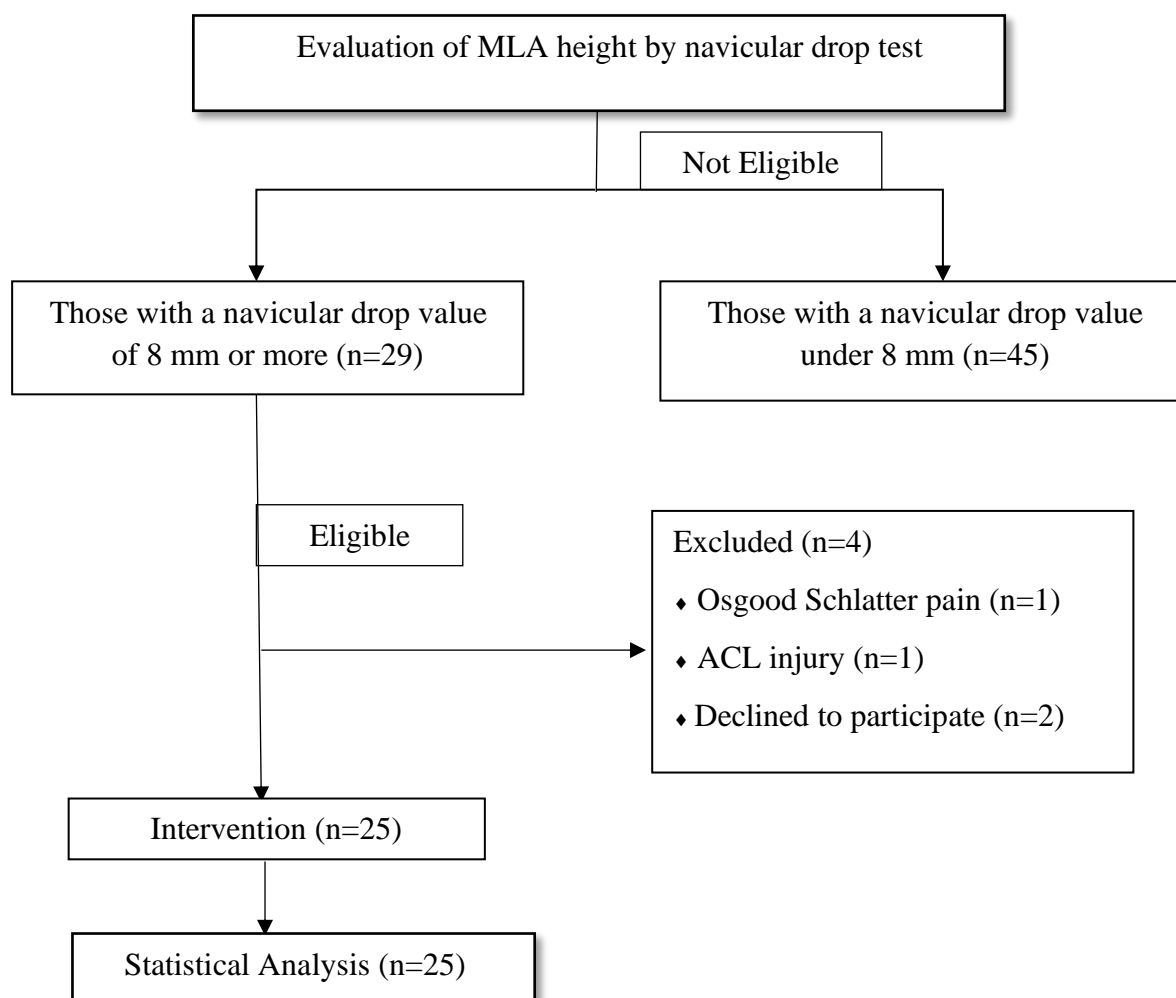 Evaluation of MLA height by navicular drop test
Not Eligible
Those with a navicular drop value
of 8 mm or more (n=29)
Those with a navicular drop value
under 8 mm (n=45)
Eligible
Excluded (n=4)
⬧ Osgood Schlatter pain (n=1)
⬧ ACL injury (n=1)
⬧ Declined to participate (n=2)
Intervention (n=25)
Statistical Analysis (n=25)